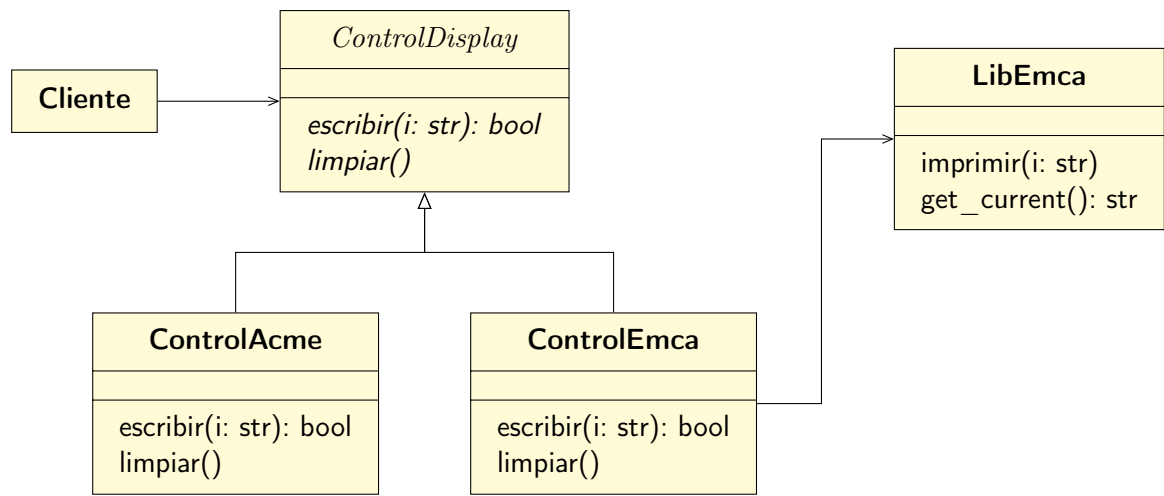 ControlDisplay
escribir(i: str): bool
limpiar()
Cliente
LibEmca
imprimir(i: str)
get_current(): str
ControlAcme
escribir(i: str): bool
limpiar()
ControlEmca
escribir(i: str): bool
limpiar()